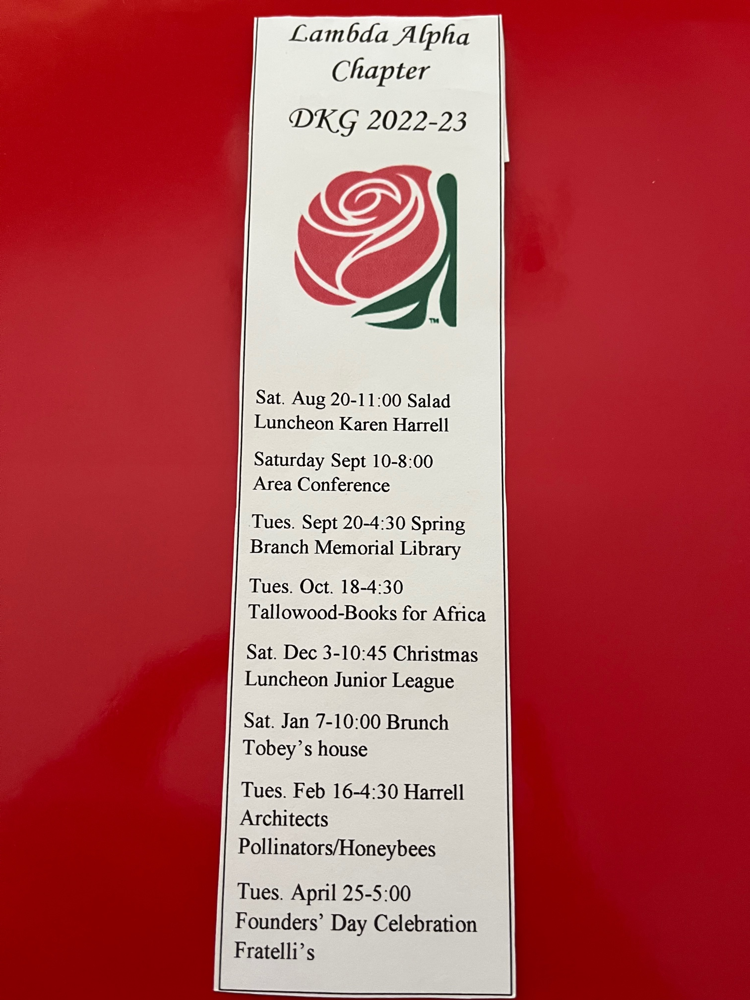 Lambda Alpha
Chapter
DKG 2022-23
TM
Sat. Aug 20-11:00 Salad
Luncheon Karen Harrell
Saturday Sept 10-8:00
Area Conference
Tues. Sept 20-4:30 Spring
Branch Memorial Library
Tues. Oct. 18-4:30
Tallowood-Books for Africa
Sat. Dec 3-10:45 Christmas
Luncheon Junior League
Sat. Jan 7-10:00 Brunch
Tobey’s house
Tues. Feb 16-4:30 Harrell
Architects
Pollinators/Honeybees
Tues. April 25-5:00
Founders’ Day Celebration
Fratelli’s